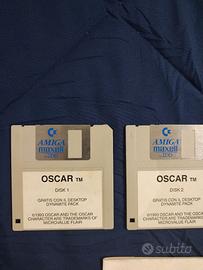 AMIGA
maxell
OSCAR TM
DISK 1
GRATIS CON IL DESKTOP
DYNAMITE PACK
©1993 OSCAR AND THE OSCAR
CHARACTER ARE TRADEMARKS OF
MICROVALUE FLAIR
AMIGA
maxell
OSCAR TM
DISK 2
GRATIS CON IL DESKTOP
DYNAMITE PACK
©1993 OSCAR AND THE OSCAR
CHARACTER ARE TRADEMARKS
MICROVALUE FLAIR
subito